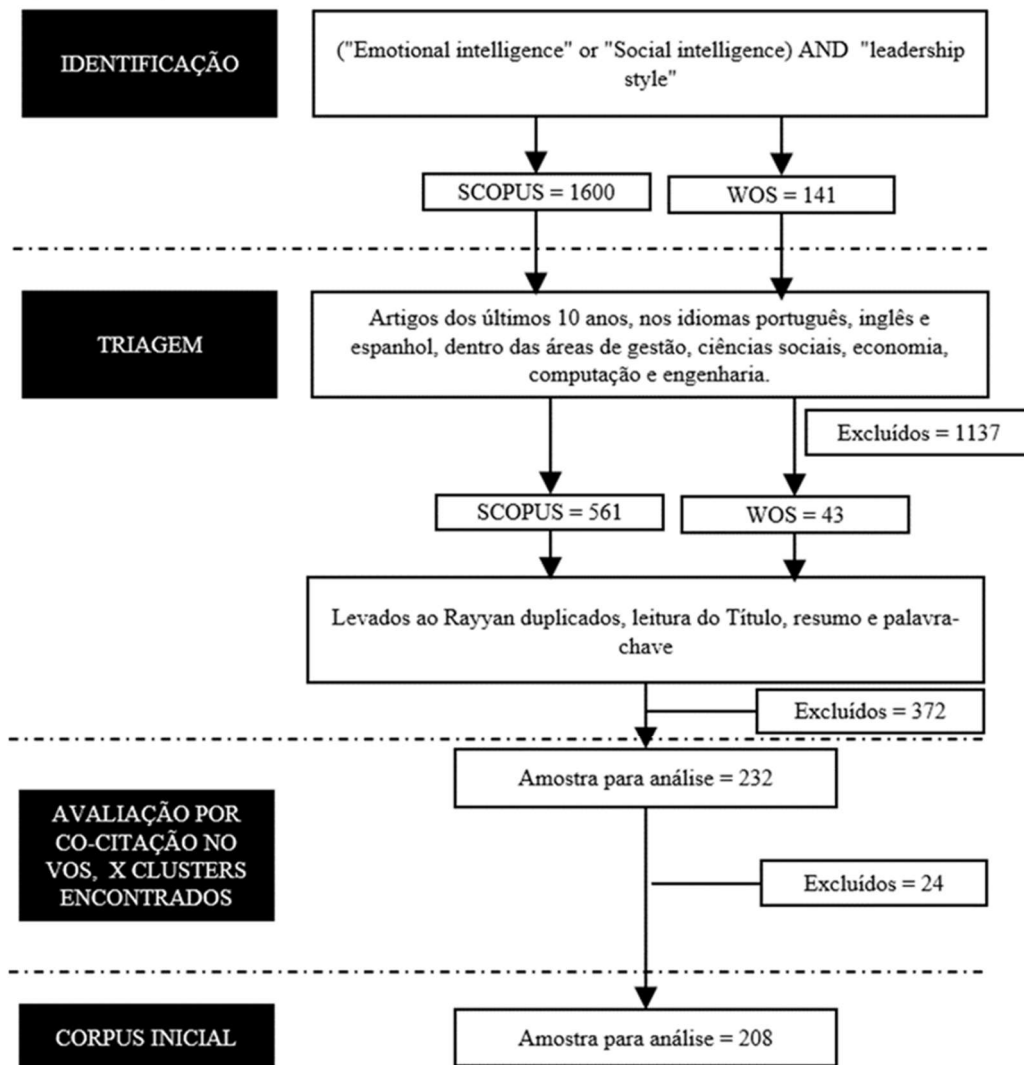 IDENTIFICAÇÃO
("Emotional intelligence" or "Social intelligence) AND "leadership
style"
SCOPUS = 1600
WOS = 141
TRIAGEM
Artigos dos últimos 10 anos, nos idiomas português, inglês e
espanhol, dentro das áreas de gestão, ciências sociais, economia,
computação e engenharia.
Excluídos = 1137
SCOPUS = 561
WOS = 43
Levados ao Rayyan duplicados, leitura do Título, resumo e palavra-
chave
Excluídos = 372
AVALIAÇÃO POR
CO-CITAÇÃO NO
VOS, X CLUSTERS
ENCONTRADOS
Amostra para análise = 232
Excluídos = 24
CORPUS INICIAL
Amostra para análise = 208